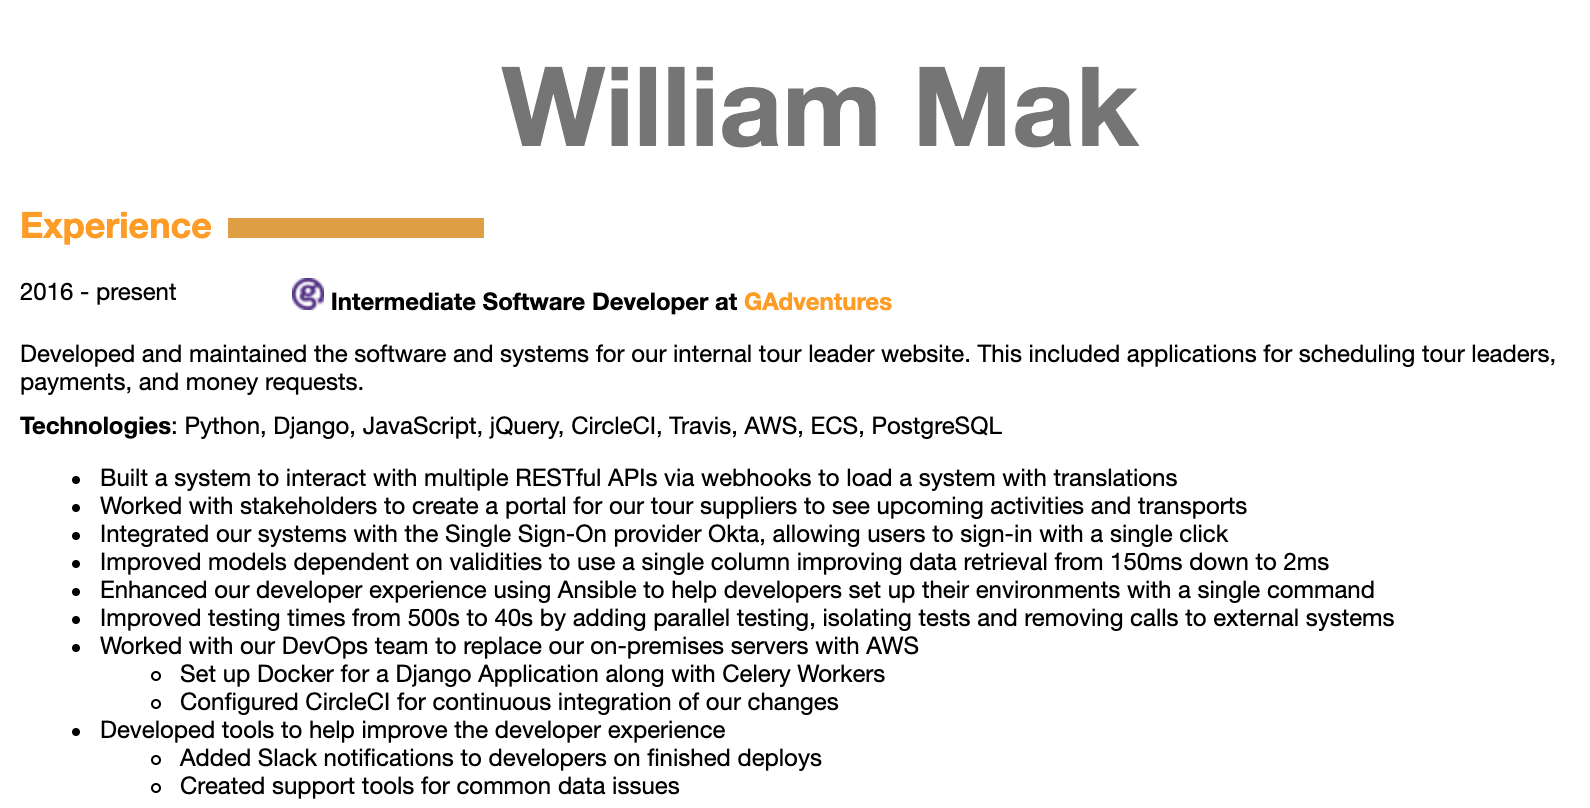 William Mak
Experience
2016 - present
g Intermediate Software Developer at GAdventures
Developed and maintained the software and systems for our internal tour leader website. This included applications for scheduling tour leaders,
payments, and money requests.
Technologies: Python, Django, JavaScript, jQuery, CircleCI, Travis, AWS, ECS, PostgreSQL
• Built a system to interact with multiple RESTful APIs via webhooks to load a system with translations
• Worked with stakeholders to create a portal for our tour suppliers to see upcoming activities and transports
• Integrated our systems with the Single Sign-On provider Okta, allowing users to sign-in with a single click
• Improved models dependent on validities to use a single column improving data retrieval from 150ms down to 2ms
• Enhanced our developer experience using Ansible to help developers set up their environments with a single command
• Improved testing times from 500s to 40s by adding parallel testing, isolating tests and removing calls to external systems
• Worked with our DevOps team to replace our on-premises servers with AWS
◦ Set up Docker for a Django Application along with Celery Workers
◦ Configured CircleCI for continuous integration of our changes
• Developed tools to help improve the developer experience
◦ Added Slack notifications to developers on finished deploys
◦ Created support tools for common data issues